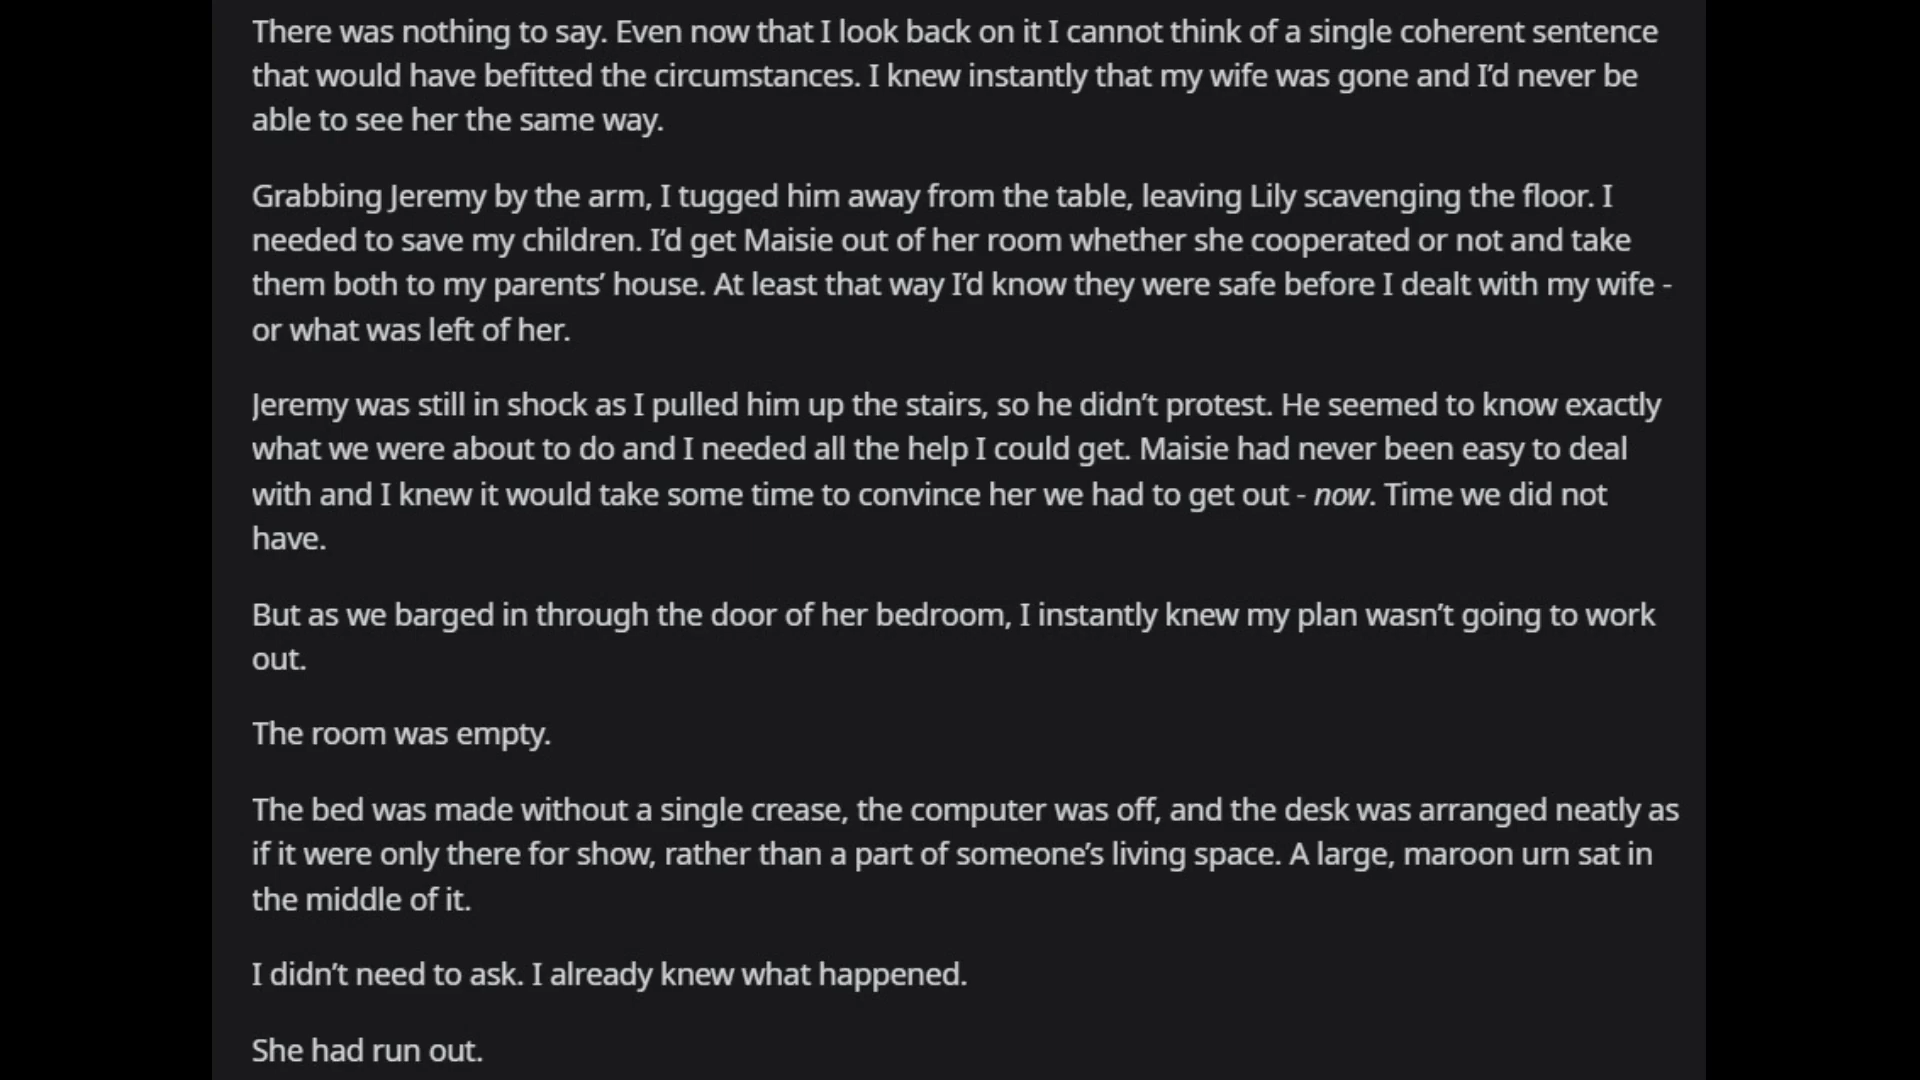 There was nothing to say. Even now that I look back on it I cannot think of a single coherent sentence
that would have befitted the circumstances. I knew instantly that my wife was gone and I’d never be
able to see her the same way.
Grabbing Jeremy by the arm, I tugged him away from the table, leaving Lily scavenging the floor. I
needed to save my children. I’d get Maisie out of her room whether she cooperated or not and take
them both to my parents’ house. At least that way I’d know they were safe before I dealt with my wife -
or what was left of her.
Jeremy was still in shock as I pulled him up the stairs, so he didn’t protest. He seemed to know exactly
what we were about to do and I needed all the help I could get. Maisie had never been easy to deal
with and I knew it would take some time to convince her we had to get out - now. Time we did not
have.
But as we barged in through the door of her bedroom, I instantly knew my plan wasn’t going to work
out.
The room was empty.
The bed was made without a single crease, the computer was off, and the desk was arranged neatly as
if it were only there for show, rather than a part of someone’s living space. A large, maroon urn sat in
the middle of it.
I didn’t need to ask. I already knew what happened.
She had run out.